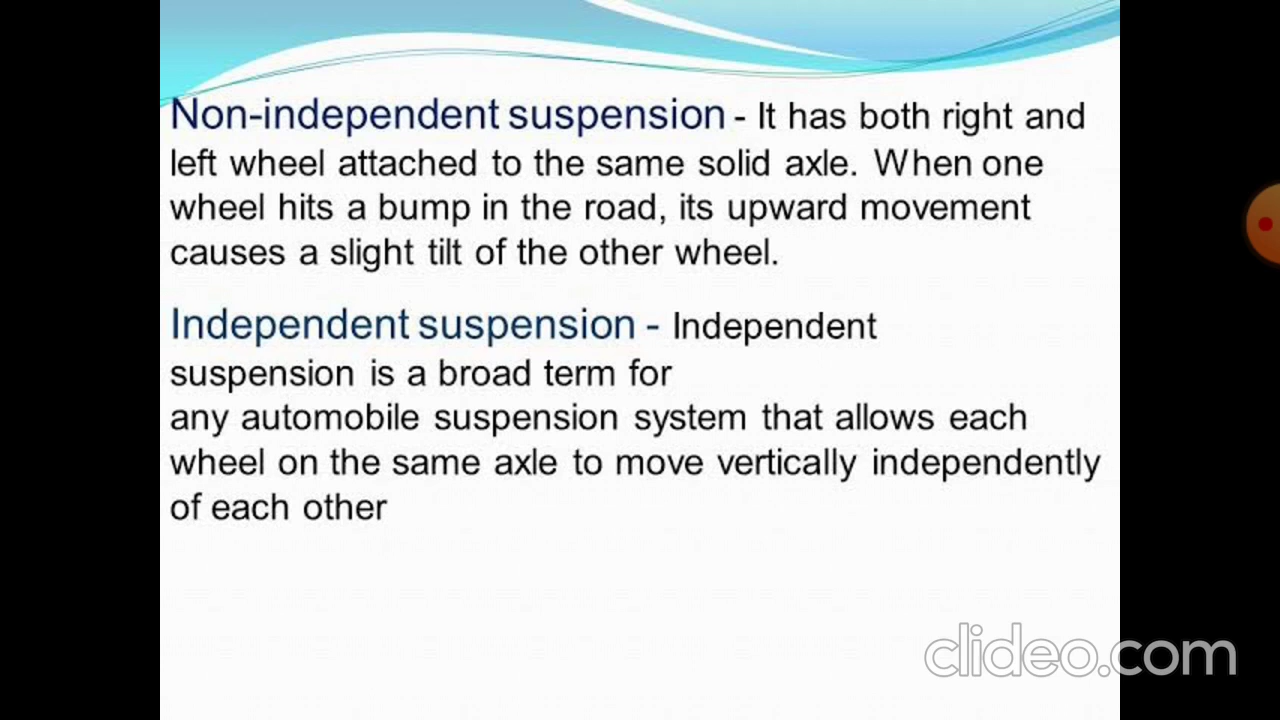 Non-independent suspension - It has both right and
left wheel attached to the same solid axle. When one
wheel hits a bump in the road, its upward movement
causes a slight tilt of the other wheel.
Independent suspension - Independent
suspension is a broad term for
any automobile suspension system that allows each
wheel on the same axle to move vertically independently
of each other
clideo.com